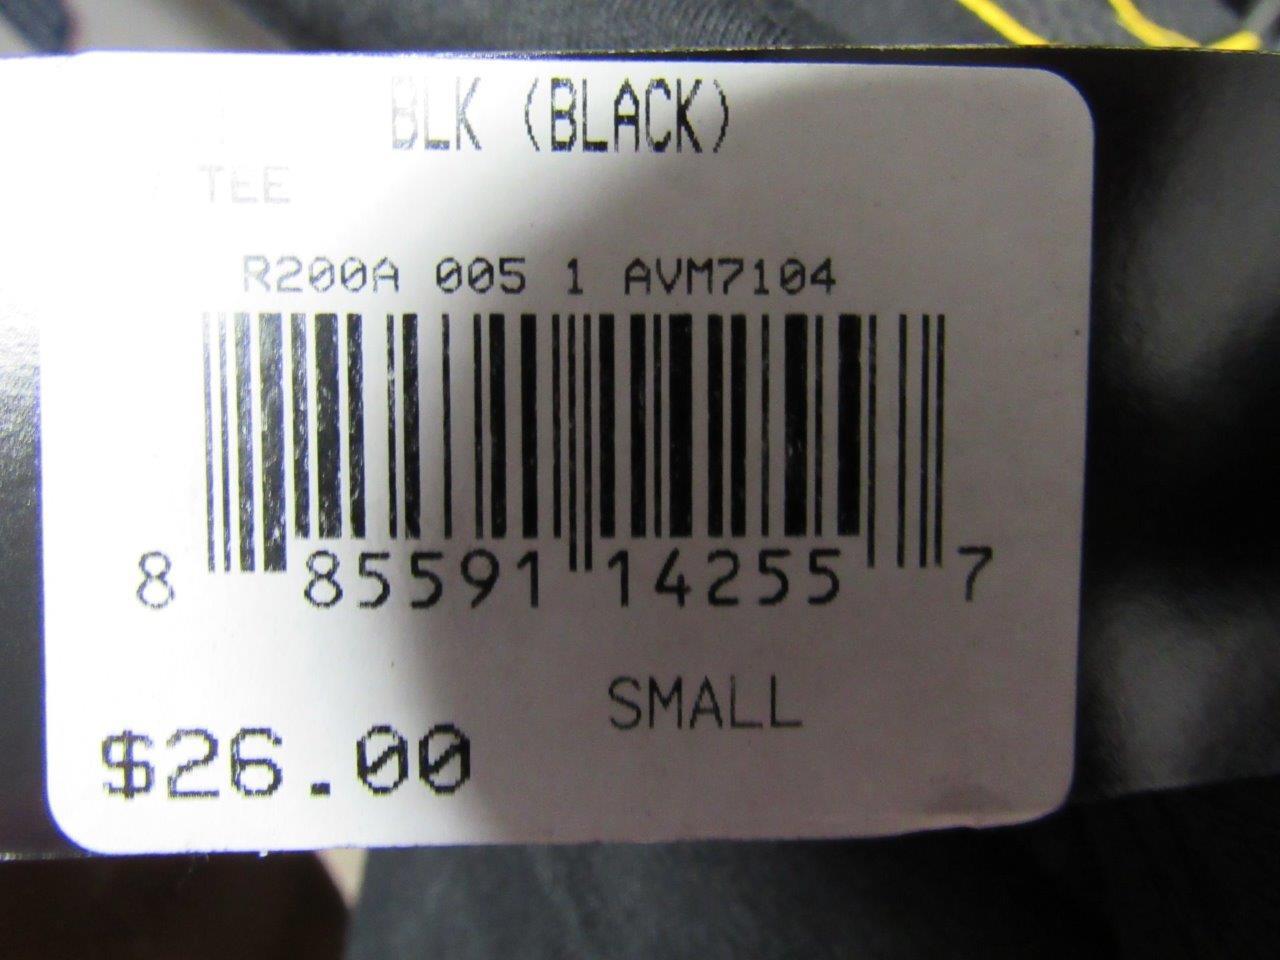 BLK (BLACK)
TEE
R200A 005 1 AVM7104
8 85591 14255 7
SMALL
$26.00